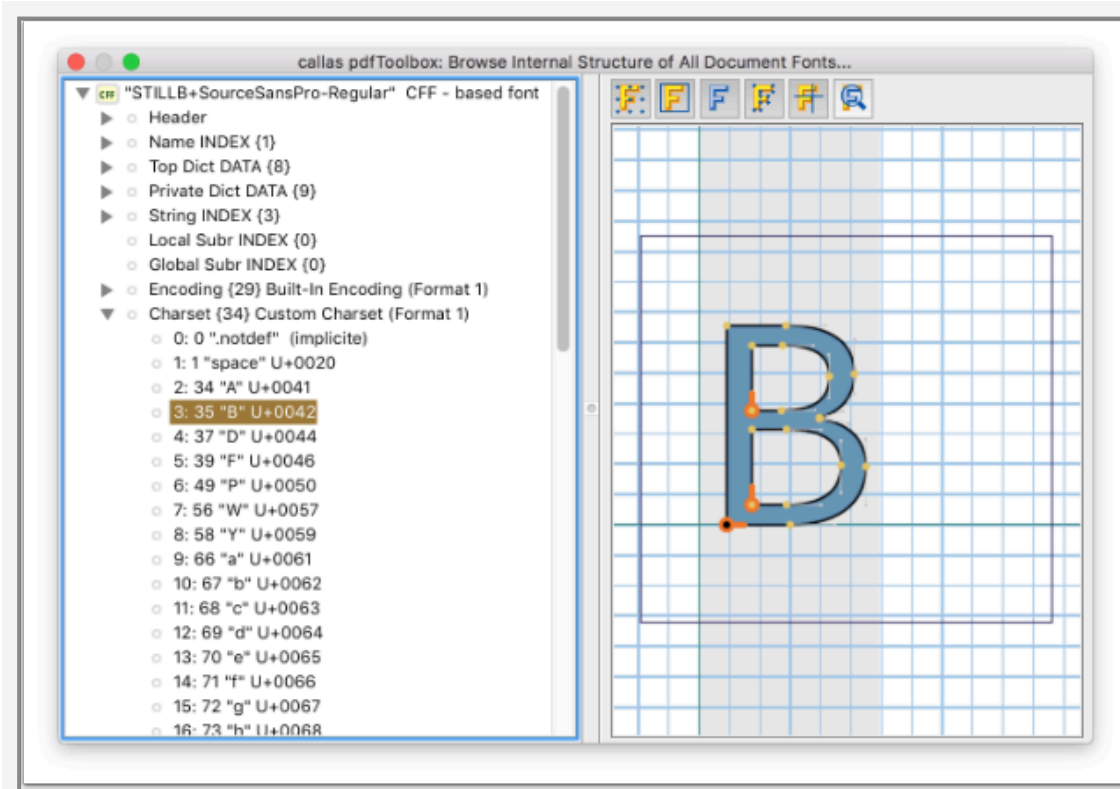 callas pdfToolbox: Browse Internal Structure of All Document Fonts...
CFF "STILLB+SourceSansPro-Regular" CFF - based font
Header
Name INDEX {1}
Top Dict DATA {8}
Private Dict DATA {9}
String INDEX {3}
Local Subr INDEX {0}
Global Subr INDEX {0}
Encoding {29} Built-In Encoding (Format 1)
Charset {34} Custom Charset (Format 1)
0: 0 ".notdef" (implicite)
1: 1 "space" U+0020
2: 34 "A" U+0041
3: 35 "B" U+0042
4: 37 "D" U+0044
5: 39 "F" U+0046
6: 49 "P" U+0050
7: 56 "W" U+0057
8: 58 "Y" U+0059
9: 66 "a" U+0061
10: 67 "b" U+0062
11: 68 "c" U+0063
12: 69 "d" U+0064
13: 70 "e" U+0065
14: 71 "f" U+0066
15: 72 "g" U+0067
16: 73 "h" U+0068
F F F F F F
B